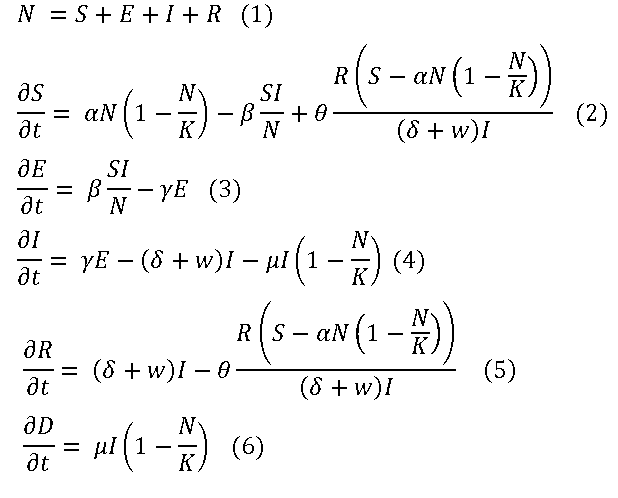 N = S + E + I + R (1)
∂S/∂t = αN(1 − N/K) − β SI/N + θ R(S − αN(1 − N/K))/(δ + w)I (2)
∂E/∂t = β SI/N − γE (3)
∂I/∂t = γE − (δ + w)I − μI(1 − N/K) (4)
∂R/∂t = (δ + w)I − θ R(S − αN(1 − N/K))/(δ + w)I (5)
∂D/∂t = μI(1 − N/K) (6)